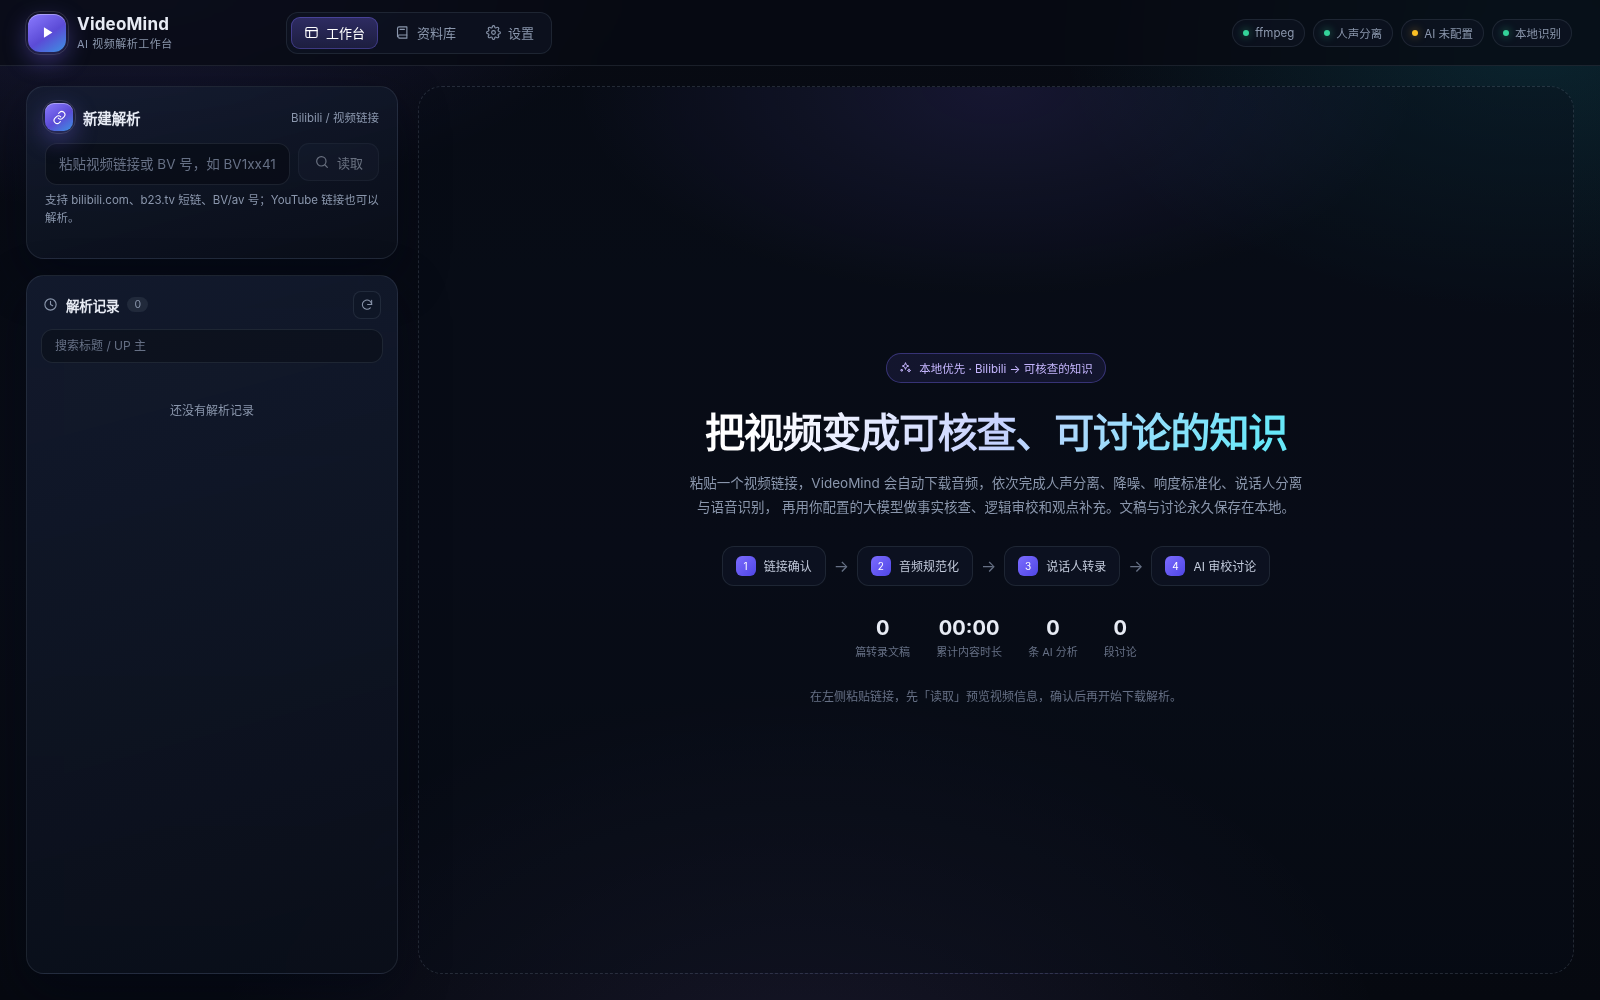 VideoMind
AI 视频解析工作台
工作台
资料库
设置
ffmpeg
人声分离
AI 未配置
本地识别
新建解析
Bilibili / 视频链接
粘贴视频链接或 BV 号，如 BV1xx41
读取
支持 bilibili.com、b23.tv 短链、BV/av 号；YouTube 链接也可以
解析。
解析记录
0
搜索标题 / UP 主
还没有解析记录
本地优先 · Bilibili → 可核查的知识
把视频变成可核查、可讨论的知识
粘贴一个视频链接，VideoMind 会自动下载音频，依次完成人声分离、降噪、响度标准化、说话人分离
与语音识别， 再用你配置的大模型做事实核查、逻辑审校和观点补充。文稿与讨论永久保存在本地。
1 链接确认 → 2 音频规范化 → 3 说话人转录 → 4 AI 审校讨论
0 00:00 0 0
篇转录文稿 累计内容时长 条 AI 分析 段讨论
在左侧粘贴链接，先「读取」预览视频信息，确认后再开始下载解析。